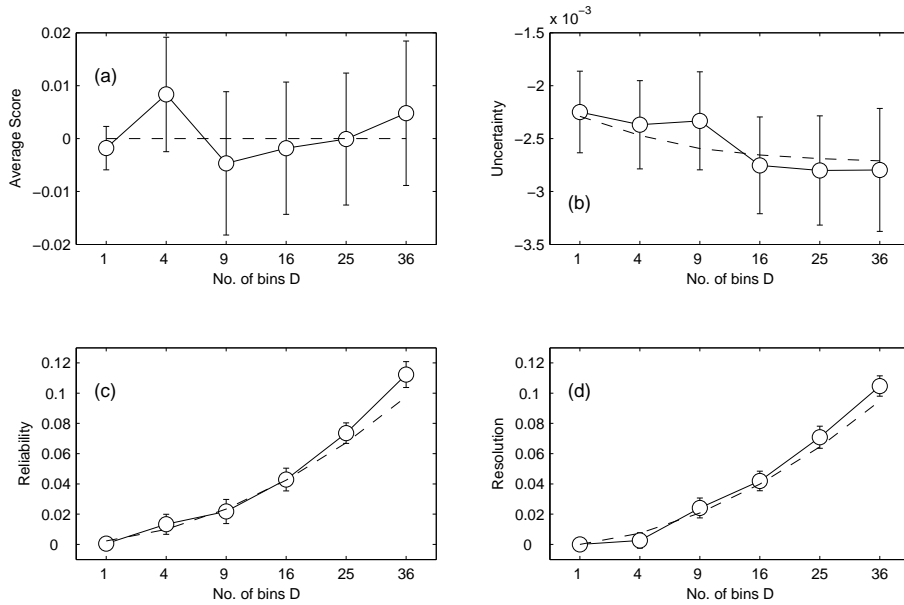 (a)
Average Score
0.02
0.01
0
−0.01
−0.02
1 4 9 16 25 36
No. of bins D
x 10−3
(b)
Uncertainty
−1.5
−2
−2.5
−3
−3.5
1 4 9 16 25 36
No. of bins D
(c)
Reliability
0.12
0.1
0.08
0.06
0.04
0.02
0
1 4 9 16 25 36
No. of bins D
(d)
Resolution
0.12
0.1
0.08
0.06
0.04
0.02
0
1 4 9 16 25 36
No. of bins D